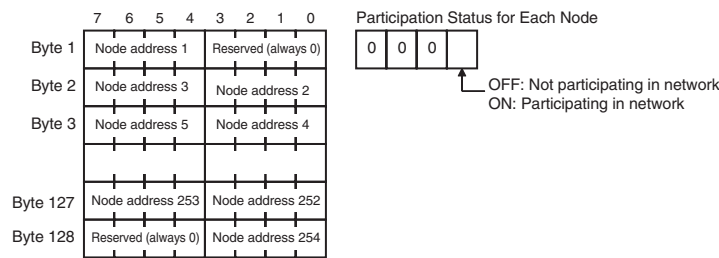 7 6 5 4 3 2 1 0
Participation Status for Each Node
Byte 1 Node address 1 Reserved (always 0)
0 0 0
Byte 2 Node address 3 Node address 2
OFF: Not participating in network
ON: Participating in network
Byte 3 Node address 5 Node address 4
Byte 127 Node address 253 Node address 252
Byte 128 Reserved (always 0) Node address 254